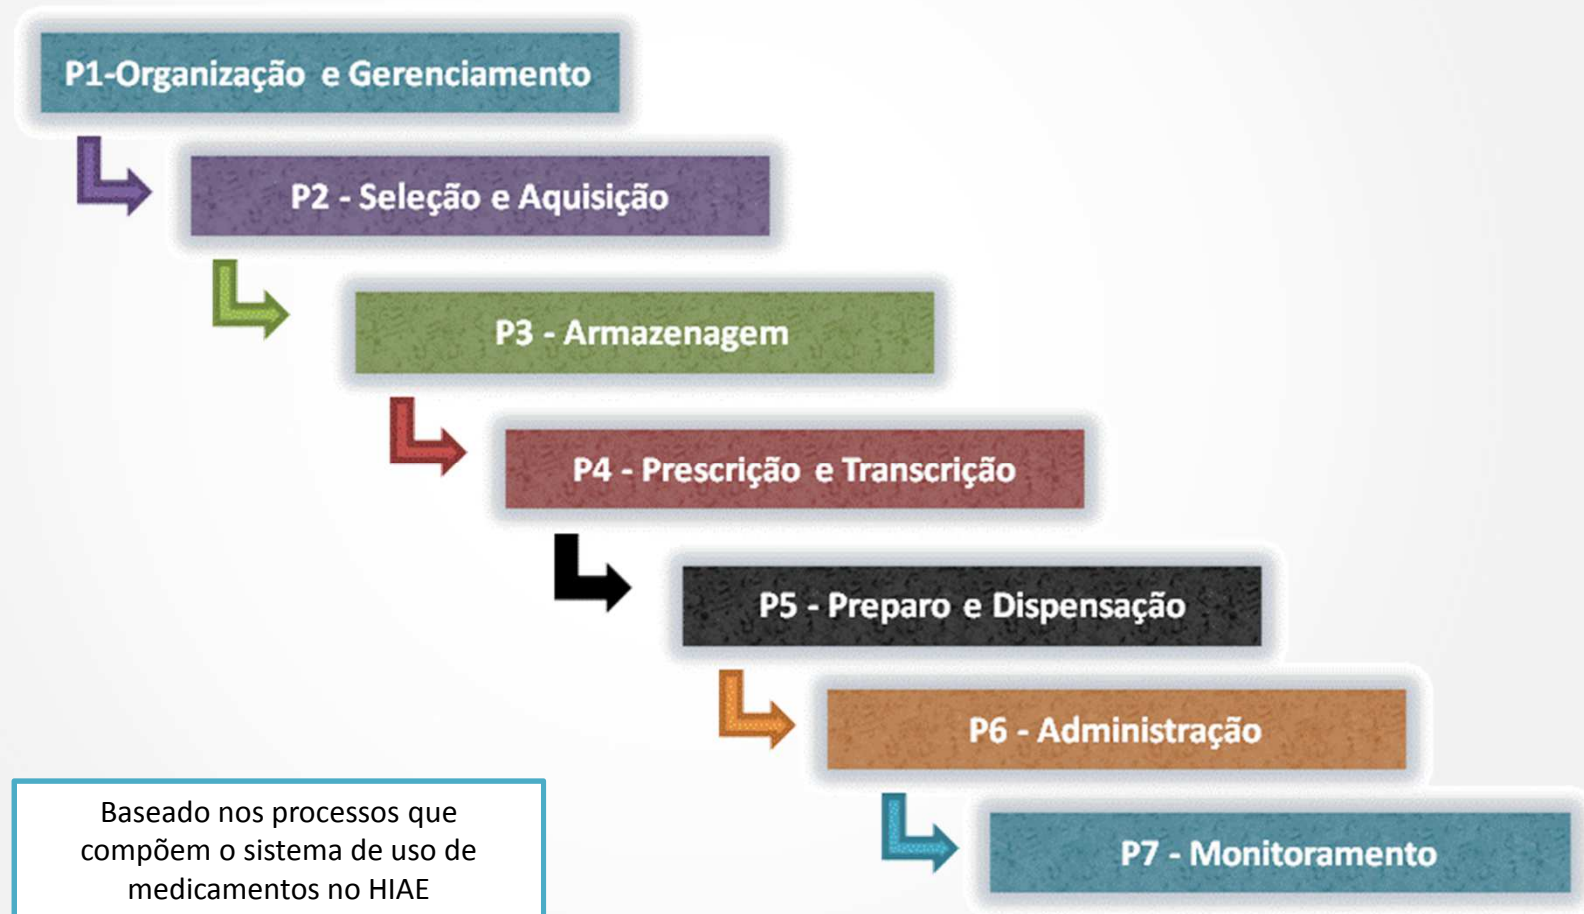 P1-Organização e Gerenciamento
P2 - Seleção e Aquisição
P3 - Armazenagem
P4 - Prescrição e Transcrição
P5 - Preparo e Dispensação
P6 - Administração
P7 - Monitoramento
Baseado nos processos que
compõem o sistema de uso de
medicamentos no HIAE